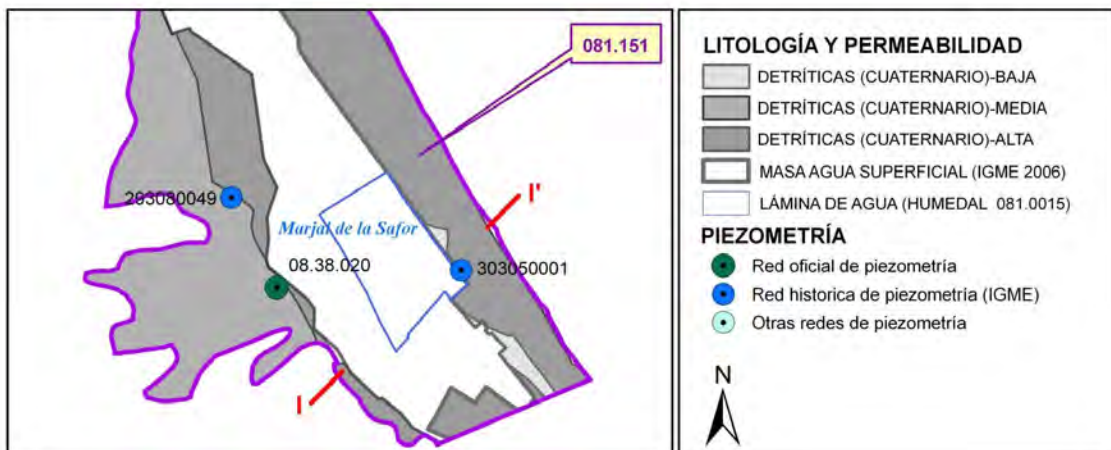 081.151
I'
293080049
Marjal de la Safor
08.38.020
303050001
I
LITOLOGÍA Y PERMEABILIDAD
DETRÍTICAS (CUATERNARIO)-BAJA
DETRÍTICAS (CUATERNARIO)-MEDIA
DETRÍTICAS (CUATERNARIO)-ALTA
MASA AGUA SUPERFICIAL (IGME 2006)
LÁMINA DE AGUA (HUMEDAL 081.0015)
PIEZOMETRÍA
Red oficial de piezometría
Red historica de piezometría (IGME)
Otras redes de piezometría
N